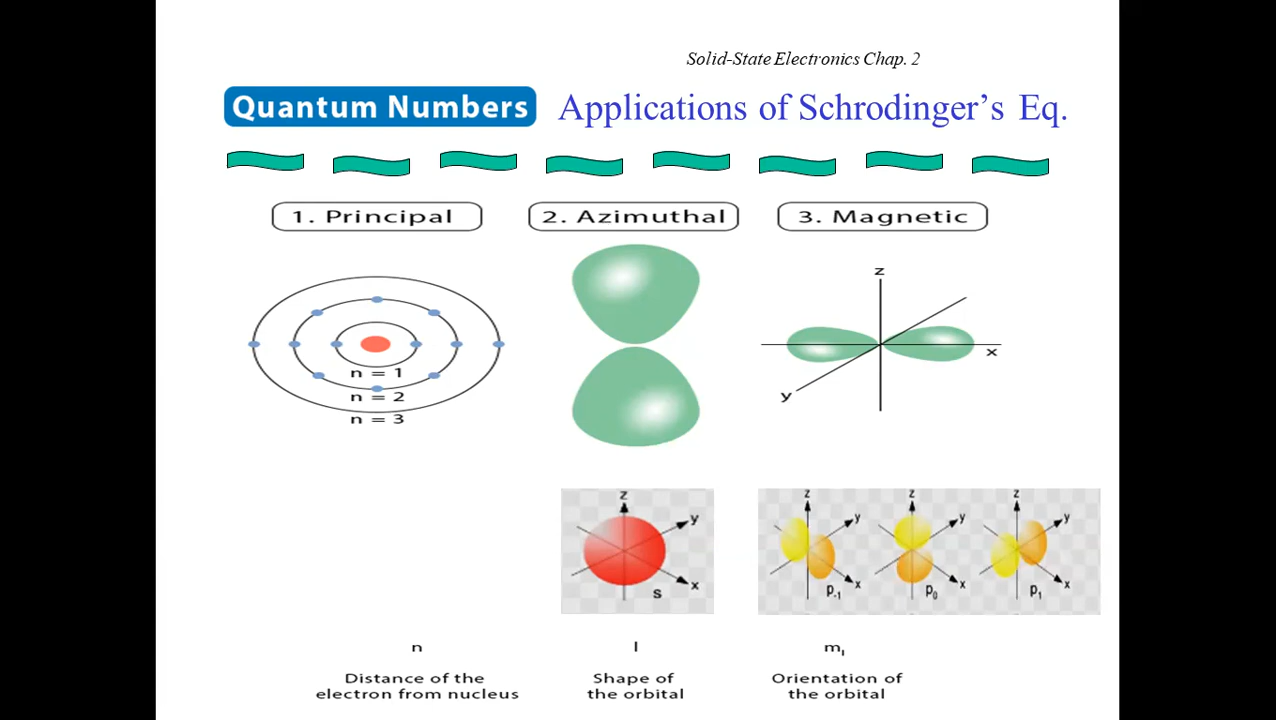 Solid-State Electronics Chap. 2
Quantum Numbers Applications of Schrodinger's Eq.
1. Principal
2. Azimuthal
3. Magnetic
n = 1
n = 2
n = 3
z
x
y
z
y
x
s
z
y
x
p-1
z
y
x
p0
z
y
x
p1
n
l
ml
Distance of the
electron from nucleus
Shape of
the orbital
Orientation of
the orbital